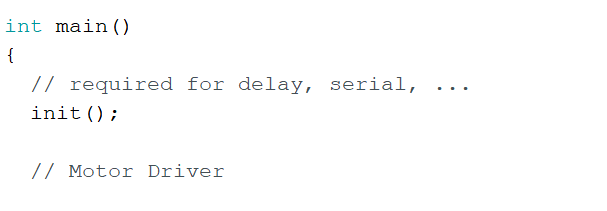 int main()
{
  // required for delay, serial, ...
  init();

  // Motor Driver